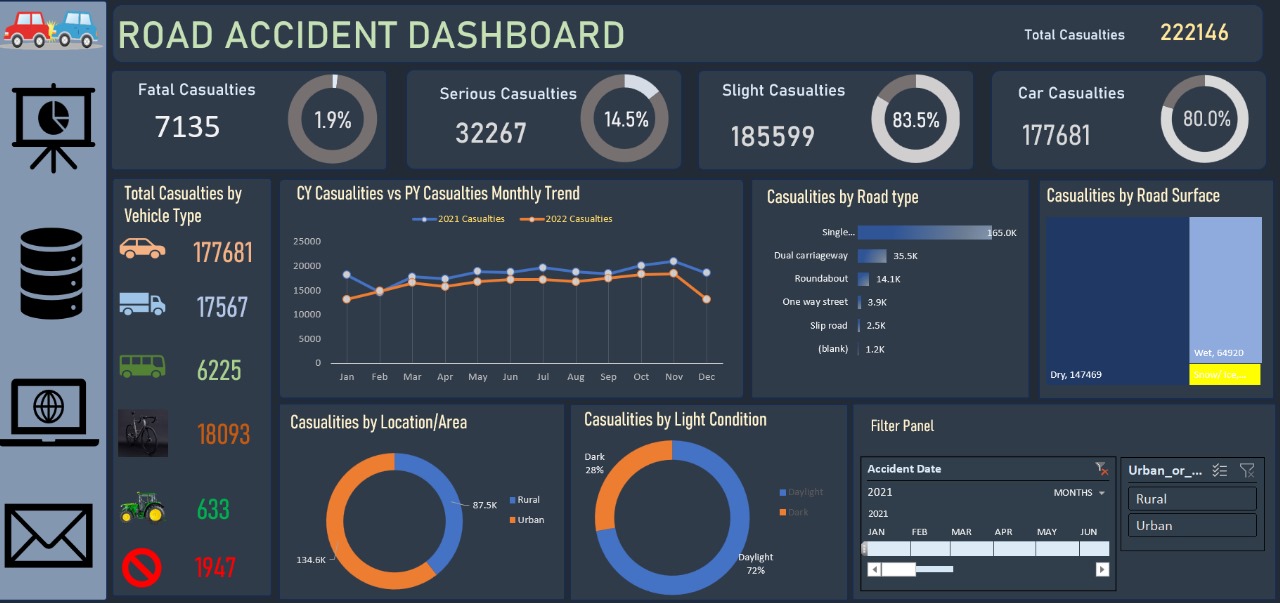 ROAD ACCIDENT DASHBOARD
Total Casualties 222146
Fatal Casualties
7135
1.9%
Serious Casualties
32267
14.5%
Slight Casualties
185599
83.5%
Car Casualties
177681
80.0%
Total Casualties by
Vehicle Type
177681
17567
6225
18093
633
1947
CY Casualities vs PY Casualties Monthly Trend
2021 Casualties 2022 Casualties
25000
20000
15000
10000
5000
0
Jan Feb Mar Apr May Jun Jul Aug Sep Oct Nov Dec
Casualities by Road type
Single... 165.0K
Dual carriageway 35.5K
Roundabout 14.1K
One way street 3.9K
Slip road 2.5K
(blank) 1.2K
Casualities by Road Surface
Dry, 147469
Wet, 64920
Snow/ Ice,...
Casualities by Location/Area
87.5K
134.6K
Rural
Urban
Casualities by Light Condition
Dark
28%
Daylight
72%
Daylight
Dark
Filter Panel
Accident Date
2021 MONTHS
2021
JAN FEB MAR APR MAY JUN
Urban_or_...
Rural
Urban